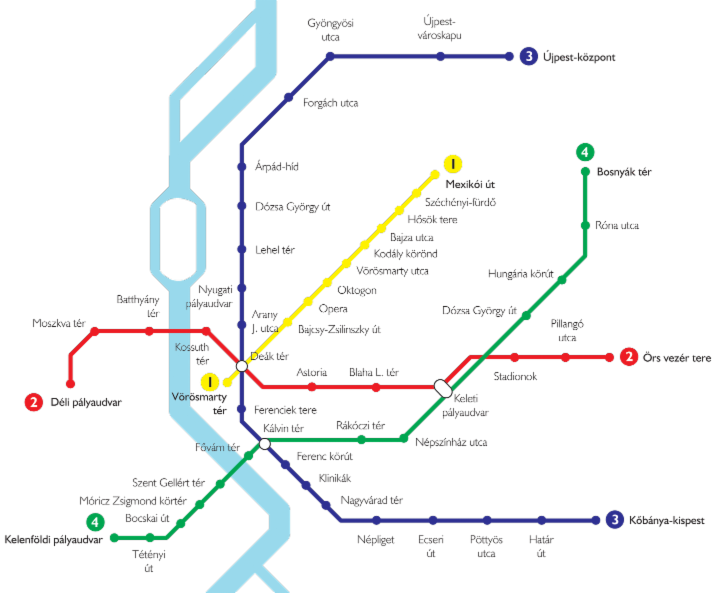 Gyöngyösi
utca
Újpest-
városkapu
3 Újpest-központ
Forgách utca
4
I
Árpád-híd
Mexikói út
Bosnyák tér
Széchényi-fürdő
Dózsa György út
Hősök tere
Róna utca
Bajza utca
Lehel tér
Kodály körönd
Vörösmarty utca
Hungária körút
Nyugati
pályaudvar
Oktogon
Batthyány
tér
Opera
Dózsa György út
Arany
J. utca
Moszkva tér
Bajcsy-Zsilinszky út
Pillangó
utca
Kossuth
tér
Deák tér
2 Örs vezér tere
Astoria
Blaha L. tér
Stadionok
I
Vörösmarty
tér
2 Déli pályaudvar
Keleti
pályaudvar
Ferenciek tere
Kálvin tér
Rákóczi tér
Népszínház utca
Fővám tér
Ferenc körút
Szent Gellért tér
Klinikák
Móricz Zsigmond körtér
Nagyvárad tér
4
Bocskai út
3 Kőbánya-kispest
Kelenföldi pályaudvar
Tétényi
út
Népliget
Ecseri
út
Pöttyös
utca
Határ
út